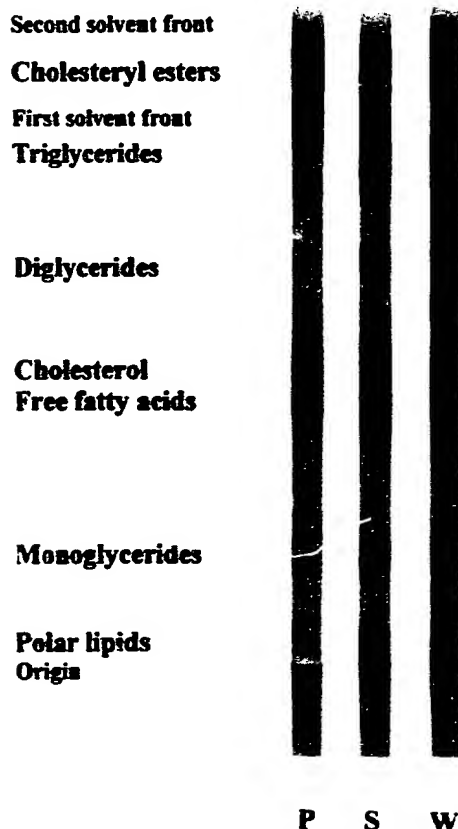 Second solvent front
Cholesteryl esters
First solvent front
Triglycerides
Diglycerides
Cholesterol
Free fatty acids
Monoglycerides
Polar lipids
Origin
P S W